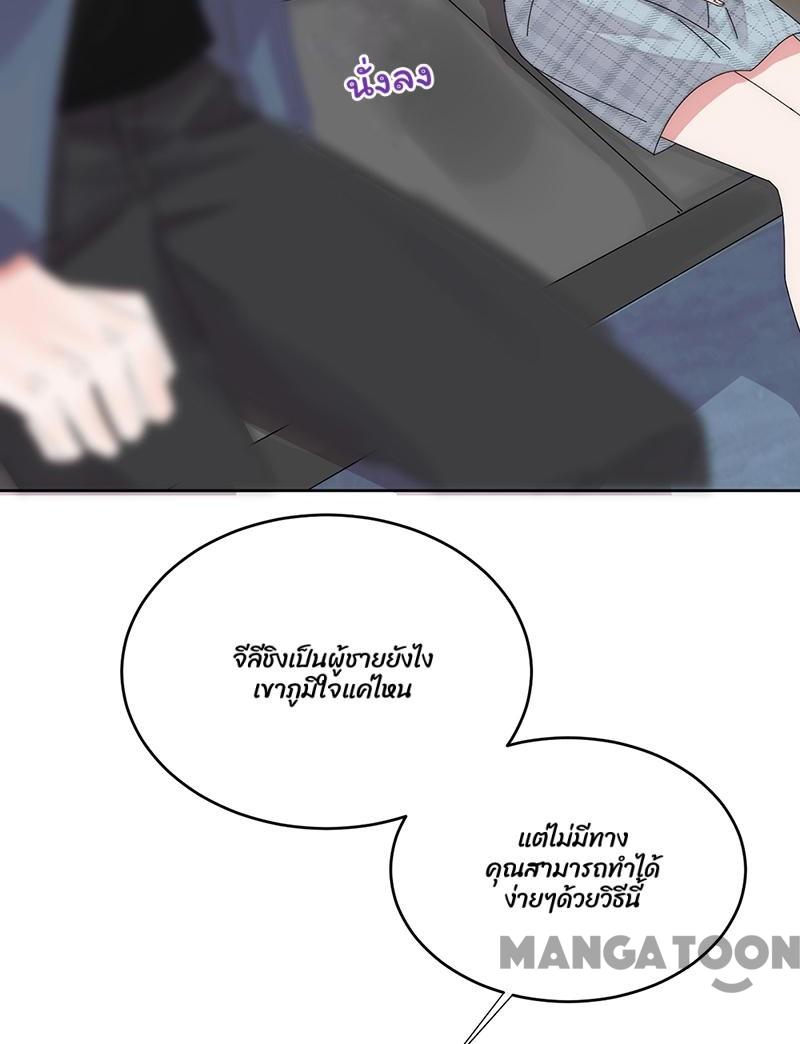 นั่งลง
จีลีชิงเป็นผู้ชายยังไง
เขาภูมิใจแค่ไหน
แต่ไม่มีทาง
คุณสามารถทำได้
ง่ายๆด้วยวิธีนี้
MANGATOON